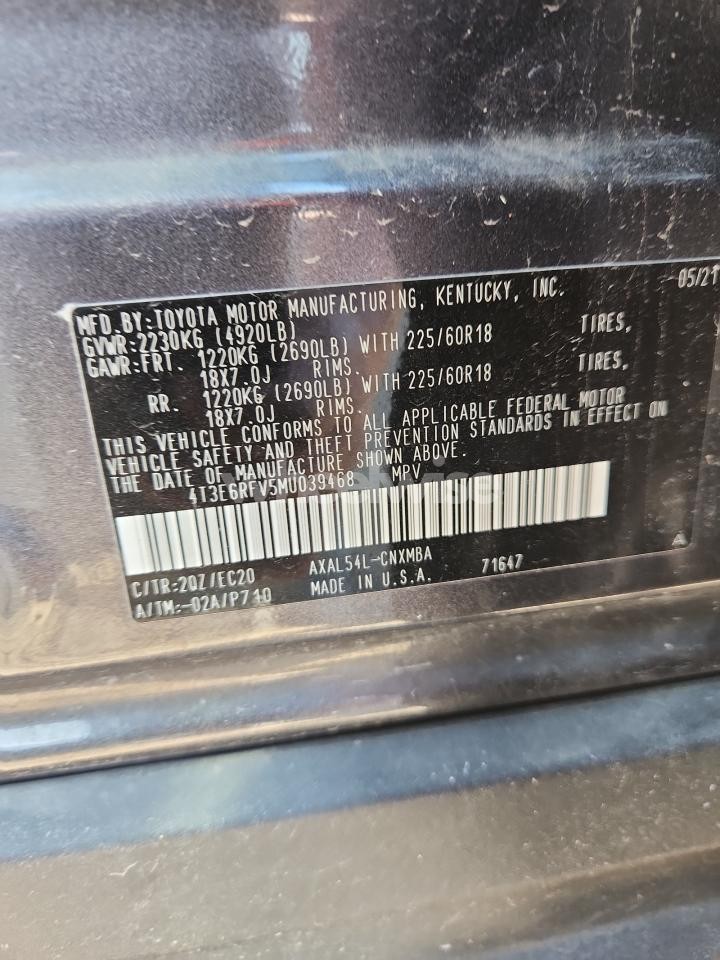 MFD.BY:TOYOTA MOTOR MANUFACTURING, KENTUCKY, INC. 05/21
GVWR:2230KG (4920LB)
GAWR:FRT. 1220KG (2690LB) WITH 225/60R18 TIRES,
18X7.0J RIMS.
RR. 1220KG (2690LB) WITH 225/60R18 TIRES,
18X7.0J RIMS.
THIS VEHICLE CONFORMS TO ALL APPLICABLE FEDERAL MOTOR
VEHICLE SAFETY AND THEFT PREVENTION STANDARDS IN EFFECT ON
THE DATE OF MANUFACTURE SHOWN ABOVE.
4T3E6RFV5MU039468 MPV
C/TR:2QZ/EC20 AXAL54L-CNXMBA 71647 A
A/TM:-02A/P710 MADE IN U.S.A.